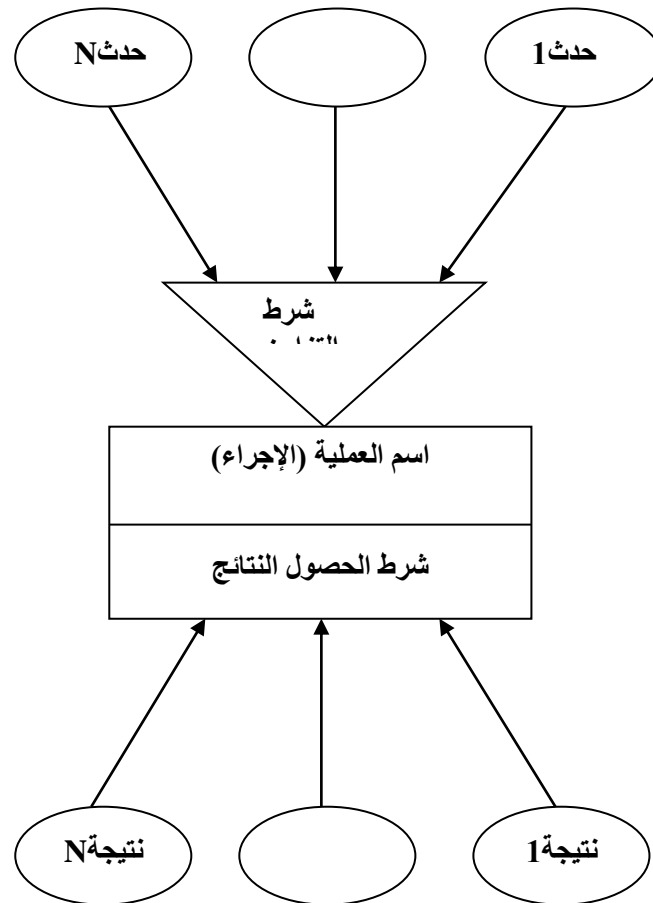 حدث1
حدثN
شرط
اسم العملية (الإجراء)
شرط الحصول النتائج
نتيجة1
نتيجةN